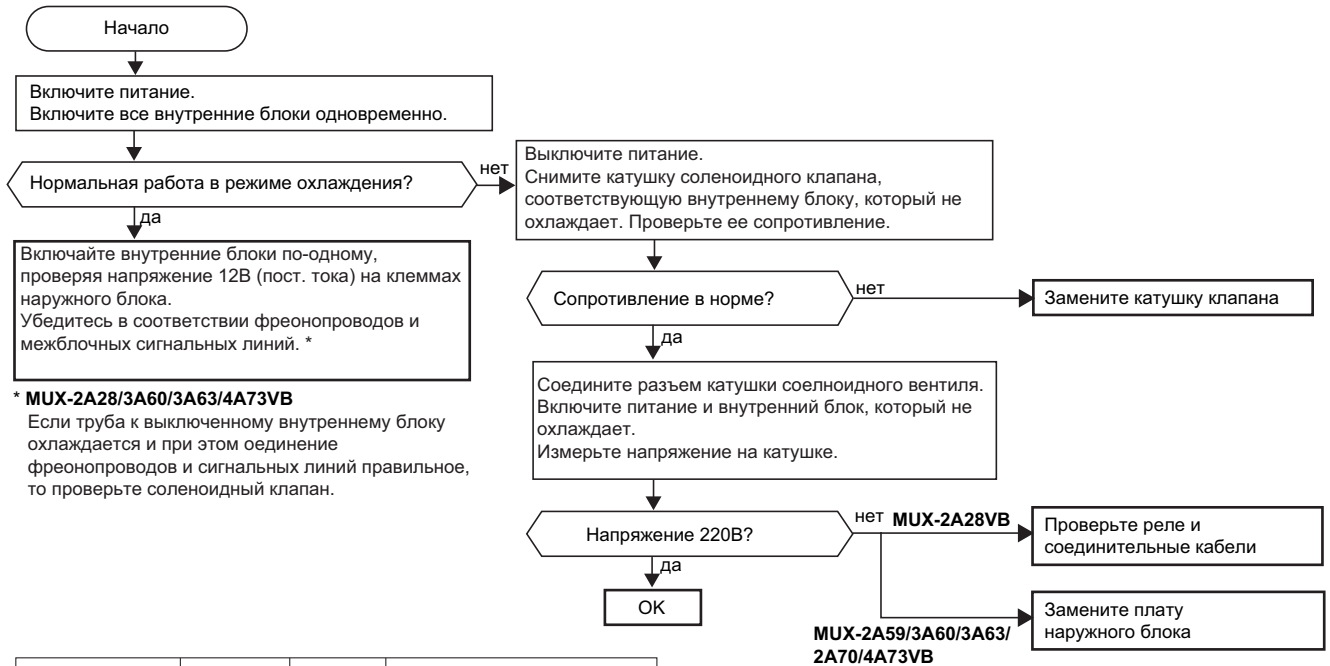 Начало
Включите питание.
Включите все внутренние блоки одновременно.
Нормальная работа в режиме охлаждения?
нет
да
Включайте внутренние блоки по-одному,
проверяя напряжение 12В (пост. тока) на клеммах
наружного блока.
Убедитесь в соответствии фреонопроводов и
межблочных сигнальных линий. *
* MUX-2A28/3A60/3A63/4A73VB
Если труба к выключенному внутреннему блоку
охлаждается и при этом оединение
фреонопроводов и сигнальных линий правильное,
то проверьте соленоидный клапан.
Выключите питание.
Снимите катушку соленоидного клапана,
соответствующую внутреннему блоку, который не
охлаждает. Проверьте ее сопротивление.
Сопротивление в норме?
нет
Замените катушку клапана
да
Соедините разъем катушки соелноидного вентиля.
Включите питание и внутренний блок, который не
охлаждает.
Измерьте напряжение на катушке.
Напряжение 220В?
нет MUX-2A28VB
Проверьте реле и
соединительные кабели
да
OK
MUX-2A59/3A60/3A63/
2A70/4A73VB
Замените плату
наружного блока